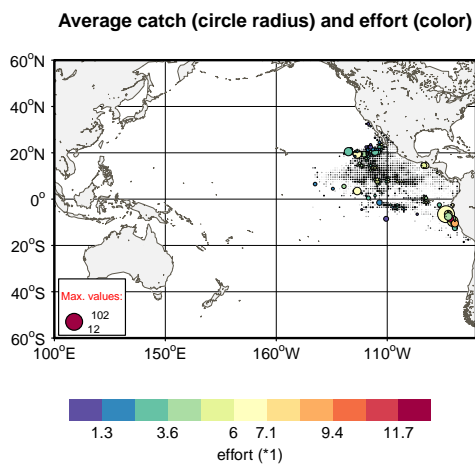 Average catch (circle radius) and effort (color)
60°N
40°N
20°N
0°
20°S
40°S
60°S
Max. values:
102
12
100°E 150°E 160°W 110°W
1.3 3.6 6 7.1 9.4 11.7
effort (*1)